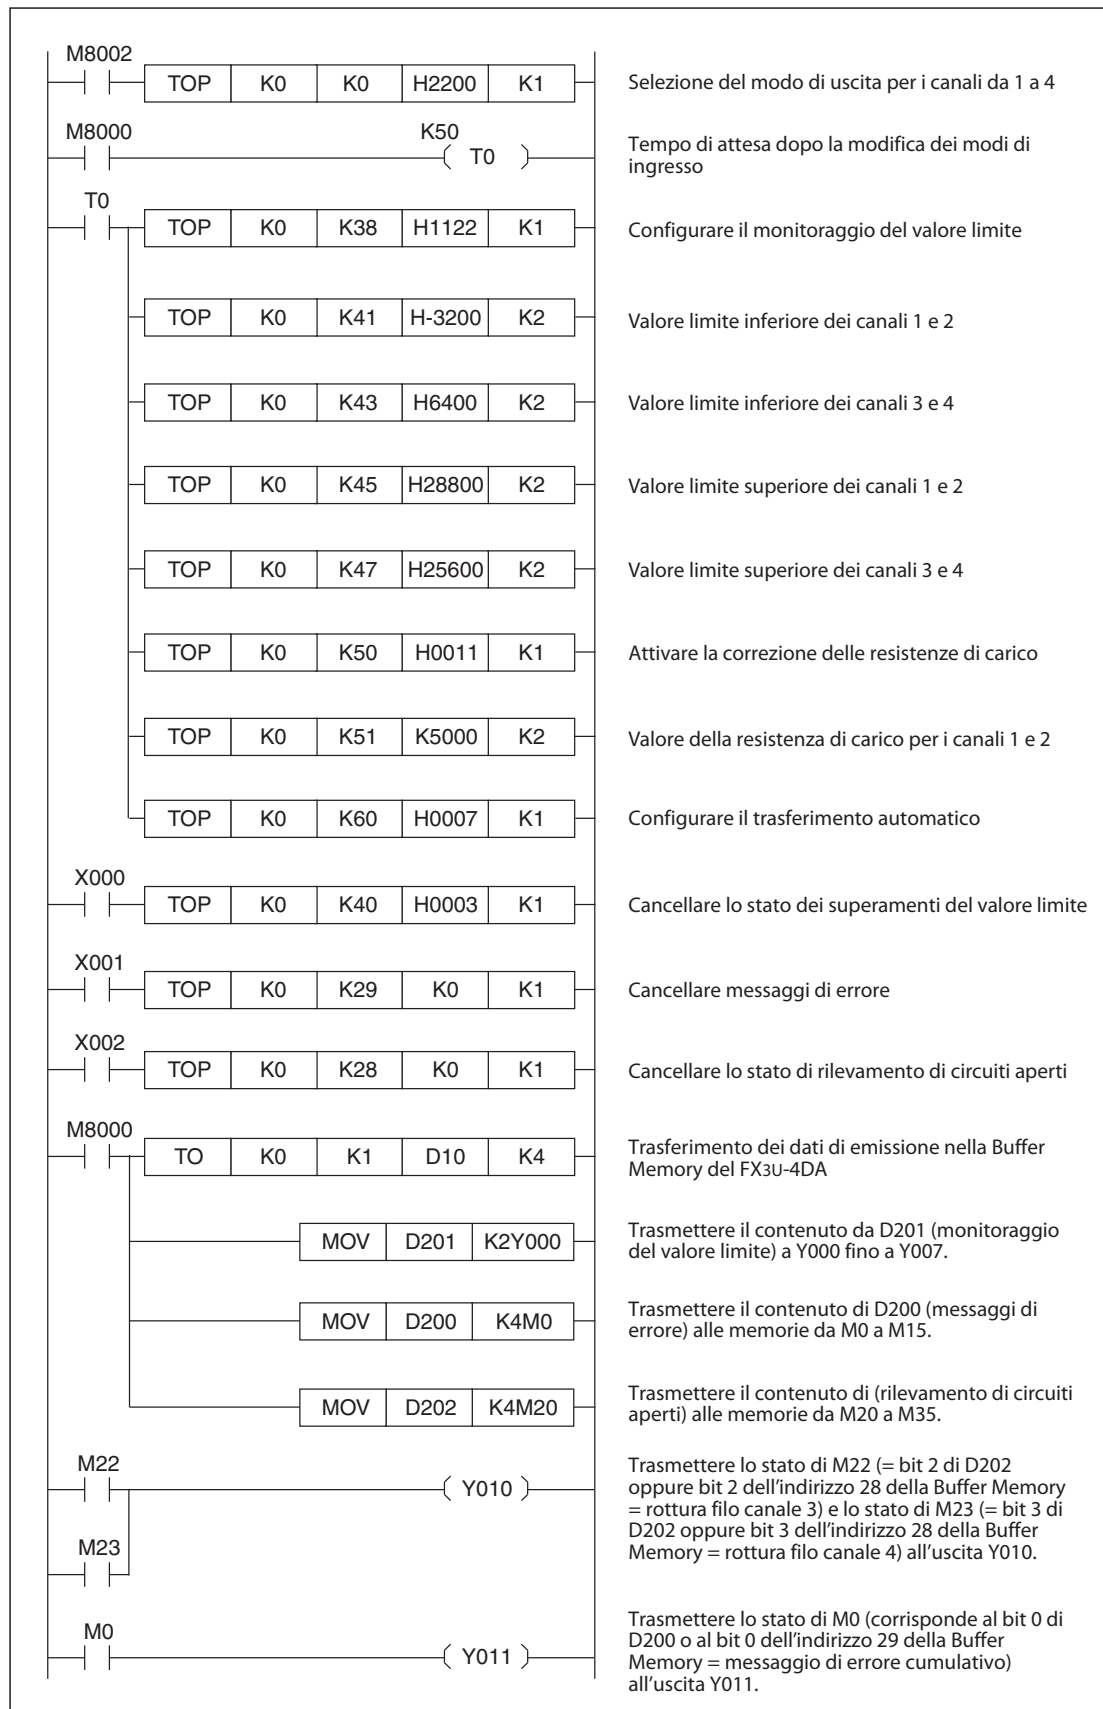 M8002
TOP K0 K0 H2200 K1
Selezione del modo di uscita per i canali da 1 a 4
M8000
K50
T0
Tempo di attesa dopo la modifica dei modi di
ingresso
T0
TOP K0 K38 H1122 K1
Configurare il monitoraggio del valore limite
TOP K0 K41 H-3200 K2
Valore limite inferiore dei canali 1 e 2
TOP K0 K43 H6400 K2
Valore limite inferiore dei canali 3 e 4
TOP K0 K45 H28800 K2
Valore limite superiore dei canali 1 e 2
TOP K0 K47 H25600 K2
Valore limite superiore dei canali 3 e 4
TOP K0 K50 H0011 K1
Attivare la correzione delle resistenze di carico
TOP K0 K51 K5000 K2
Valore della resistenza di carico per i canali 1 e 2
TOP K0 K60 H0007 K1
Configurare il trasferimento automatico
X000
TOP K0 K40 H0003 K1
Cancellare lo stato dei superamenti del valore limite
X001
TOP K0 K29 K0 K1
Cancellare messaggi di errore
X002
TOP K0 K28 K0 K1
Cancellare lo stato di rilevamento di circuiti aperti
M8000
TO K0 K1 D10 K4
Trasferimento dei dati di emissione nella Buffer
Memory del FX3U-4DA
MOV D201 K2Y000
Trasmettere il contenuto da D201 (monitoraggio
del valore limite) a Y000 fino a Y007.
MOV D200 K4M0
Trasmettere il contenuto di D200 (messaggi di
errore) alle memorie da M0 a M15.
MOV D202 K4M20
Trasmettere il contenuto di (rilevamento di circuiti
aperti) alle memorie da M20 a M35.
M22
Y010
M23
Trasmettere lo stato di M22 (= bit 2 di D202
oppure bit 2 dell'indirizzo 28 della Buffer Memory
= rottura filo canale 3) e lo stato di M23 (= bit 3 di
D202 oppure bit 3 dell'indirizzo 28 della Buffer
Memory = rottura filo canale 4) all'uscita Y010.
M0
Y011
Trasmettere lo stato di M0 (corrisponde al bit 0 di
D200 o al bit 0 dell'indirizzo 29 della Buffer
Memory = messaggio di errore cumulativo)
all'uscita Y011.